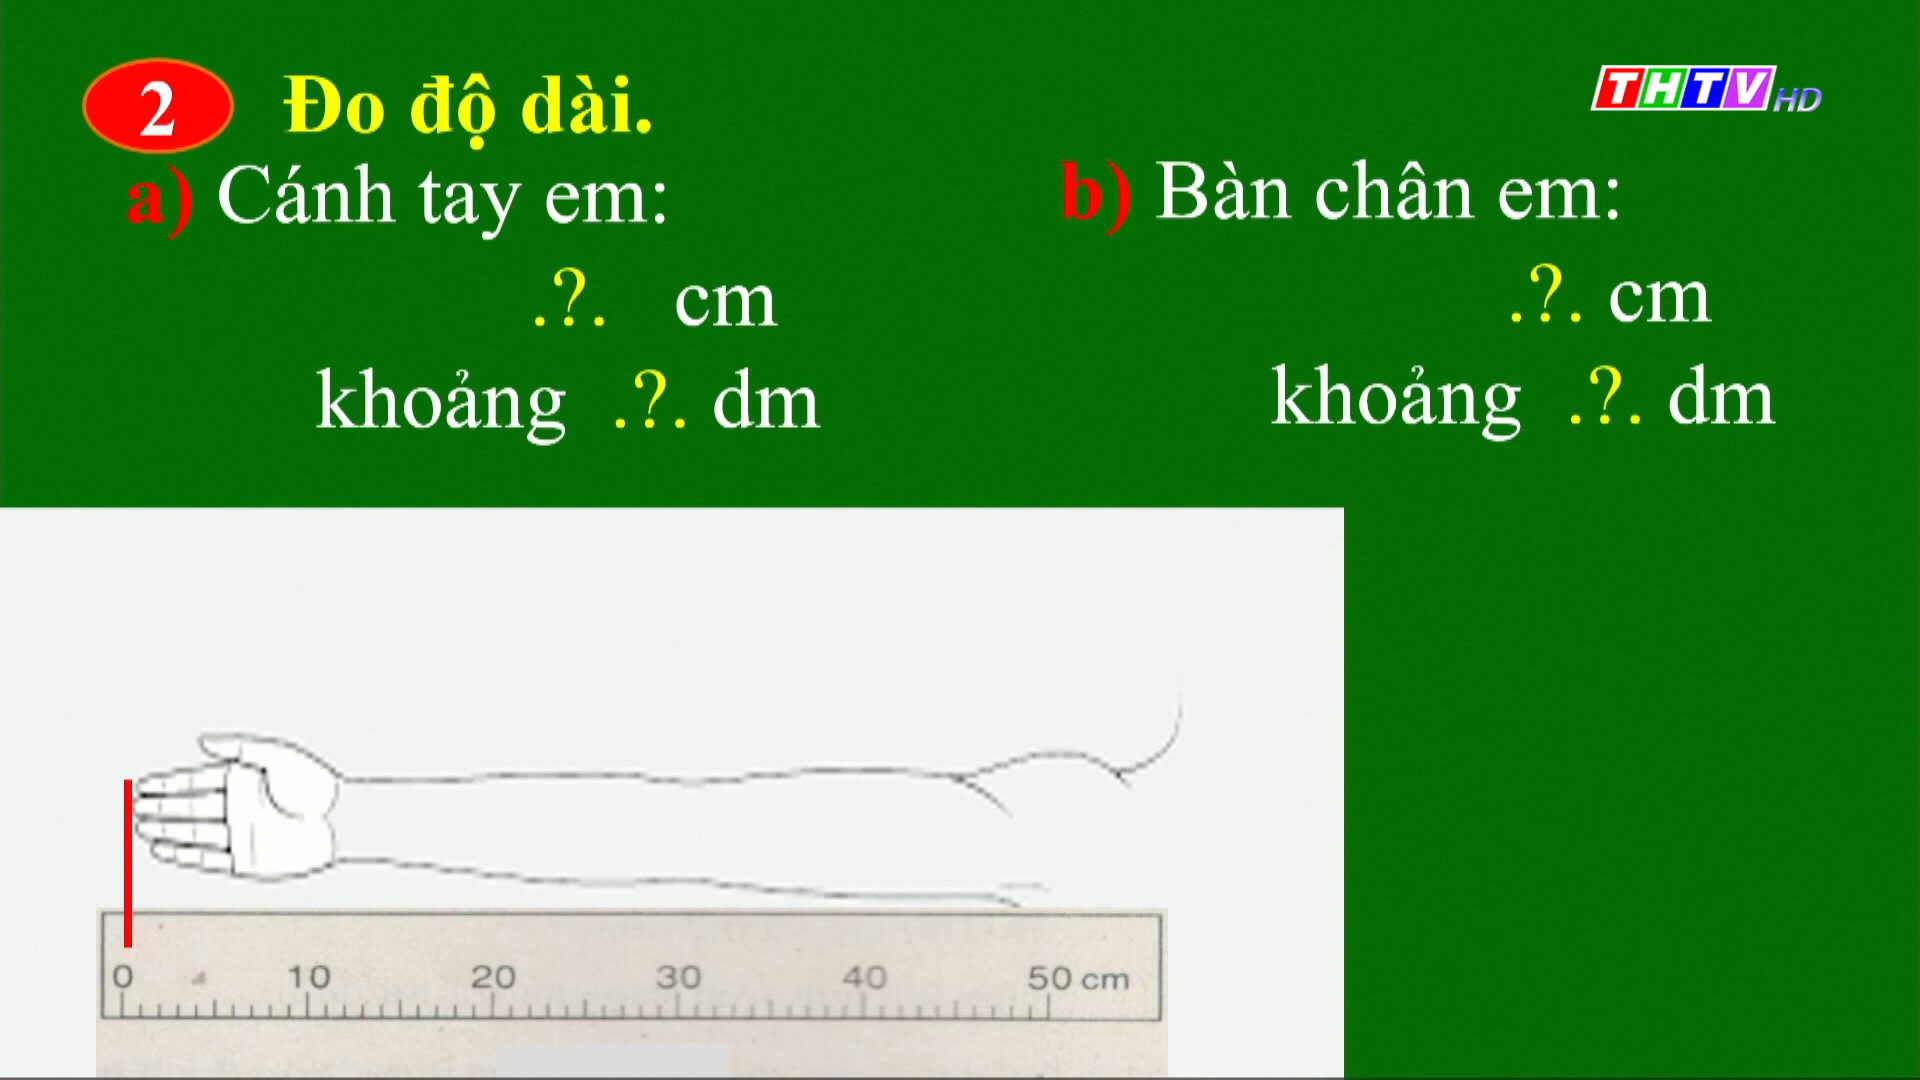 2 Đo độ dài.
THTV HD
a) Cánh tay em:
.?. cm
khoảng .?. dm
b) Bàn chân em:
.?. cm
khoảng .?. dm
0 10 20 30 40 50 cm